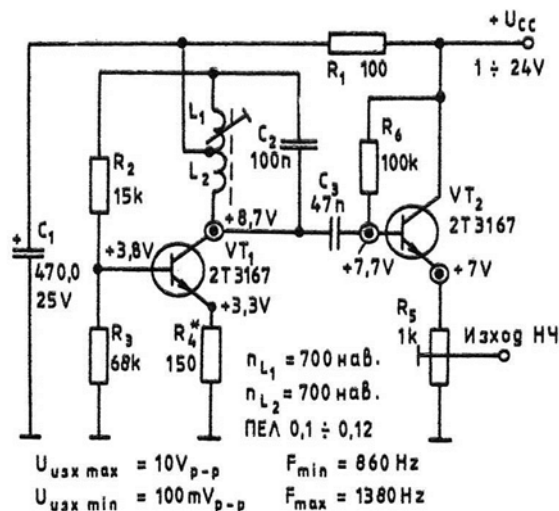 + Ucc
1 ÷ 24V
R1
100
L1
L2
C2
100n
R6
100k
R2
15k
C3
47n
VT2
2T3167
+8,7V
VT1
2T3167
C1
+
470,0
25V
+3,8V
+7,7V
+7V
+3,3V
R3
68k
R4*
150
R5
1k
Изход НЧ
nL1 = 700 нав.
nL2 = 700 нав.
ПЕЛ 0,1 ÷ 0,12
Uизх max = 10Vp-p
Fmin = 860 Hz
Uизх min = 100mVp-p
Fmax = 1380 Hz